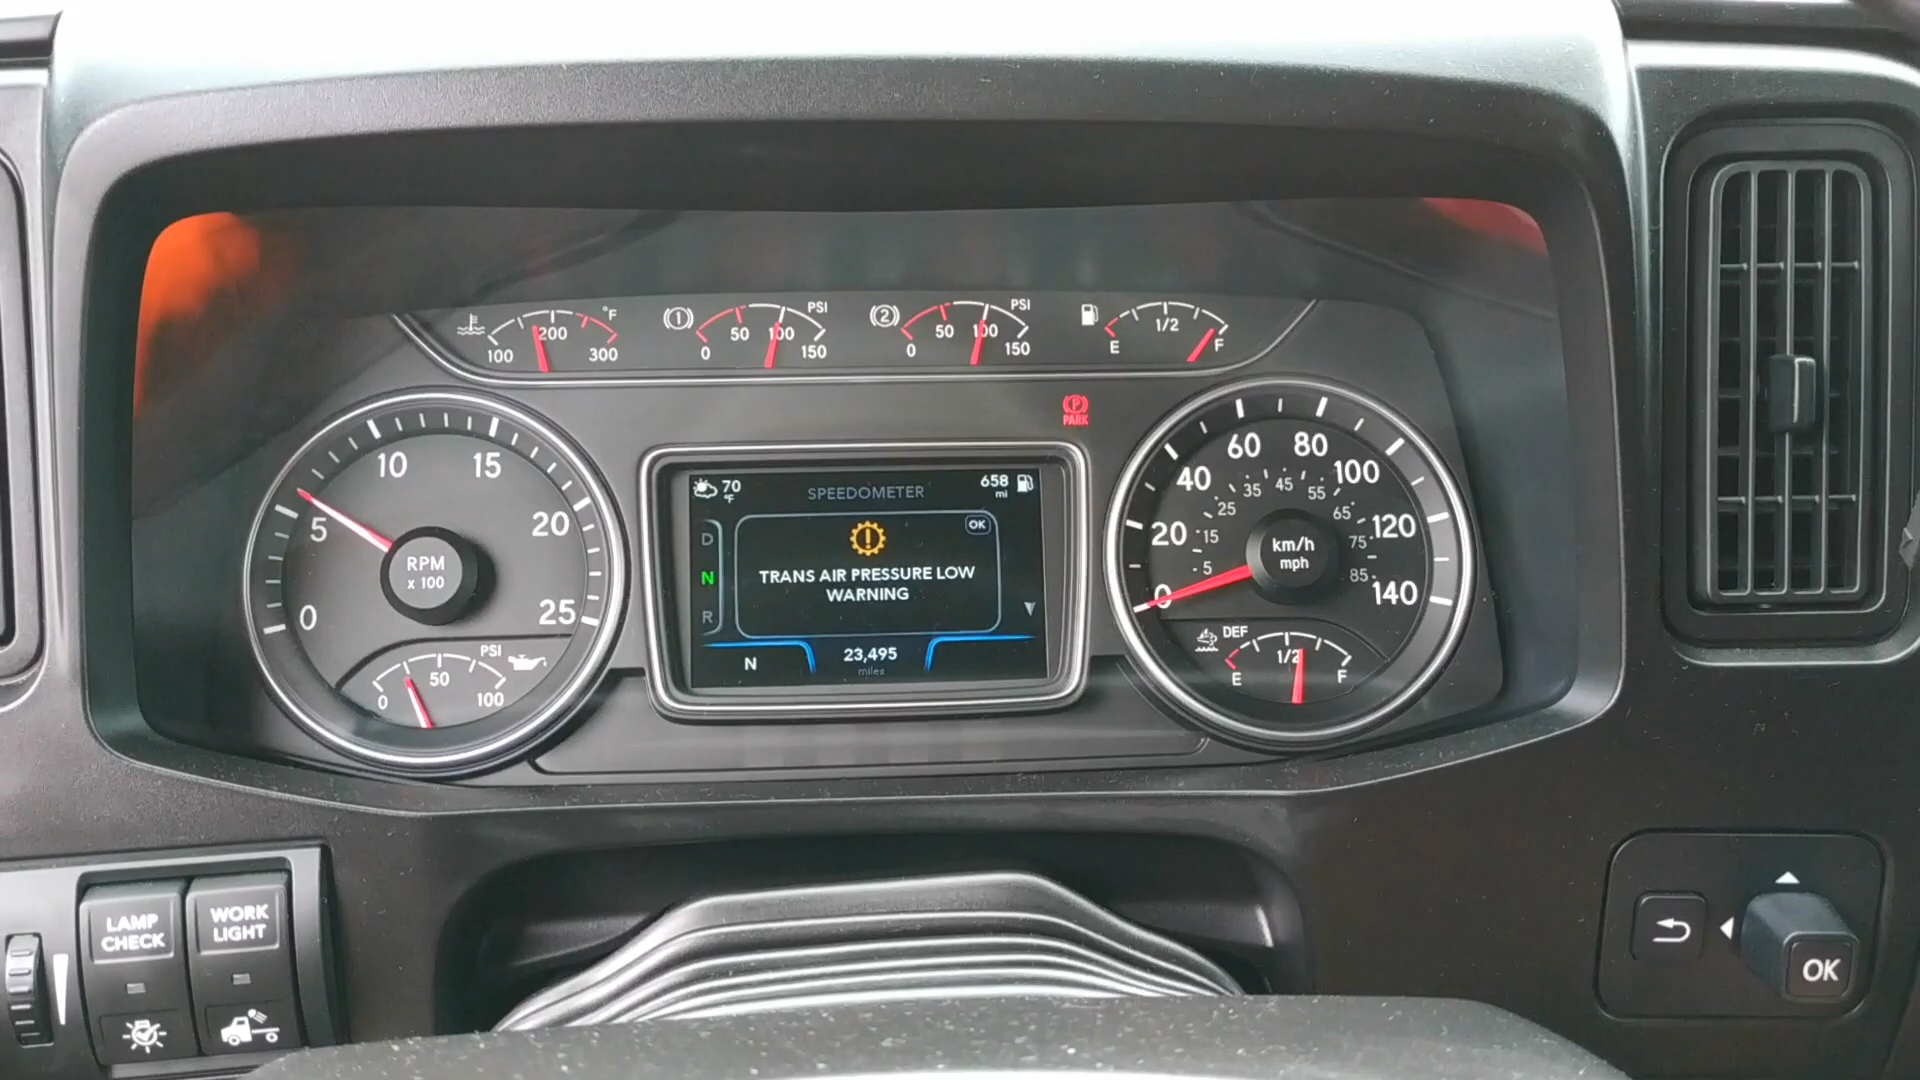 °F
200
100
300
1
PSI
50
100
0
150
2
PSI
50
100
0
150
1/2
E
F
P
PARK
10
15
5
20
RPM
x 100
0
25
PSI
50
0
100
70
°F
SPEEDOMETER
658
mi
OK
D
N
R
TRANS AIR PRESSURE LOW
WARNING
N
23,495
miles
60
80
40
100
35
45
55
25
65
20
120
15
75
km/h
mph
5
85
0
140
DEF
1/2
E
F
LAMP
CHECK
WORK
LIGHT
OK